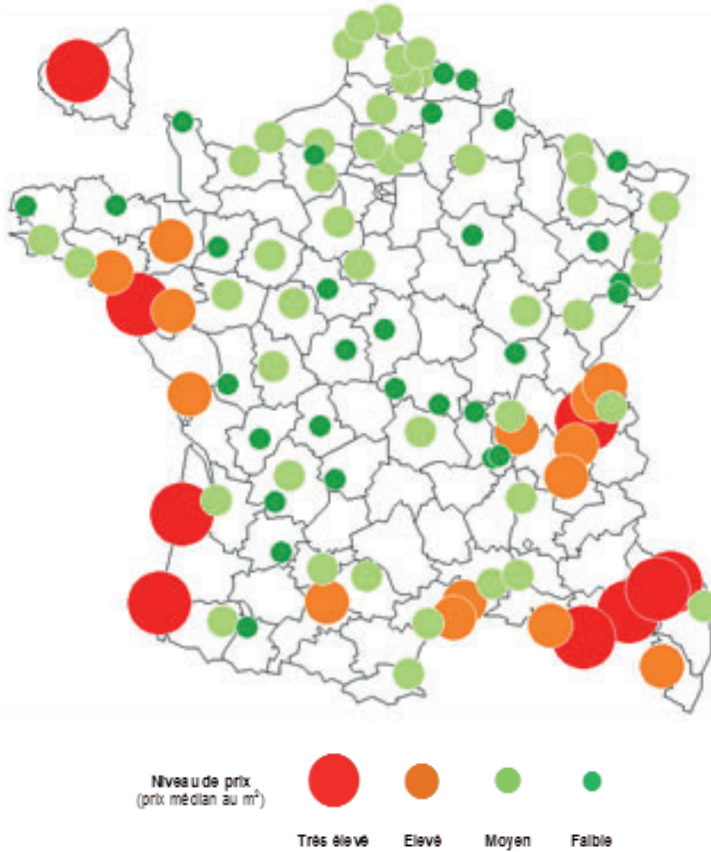 Niveau de prix
(prix médian au m²)
Très élevé
Elevé
Moyen
Faible